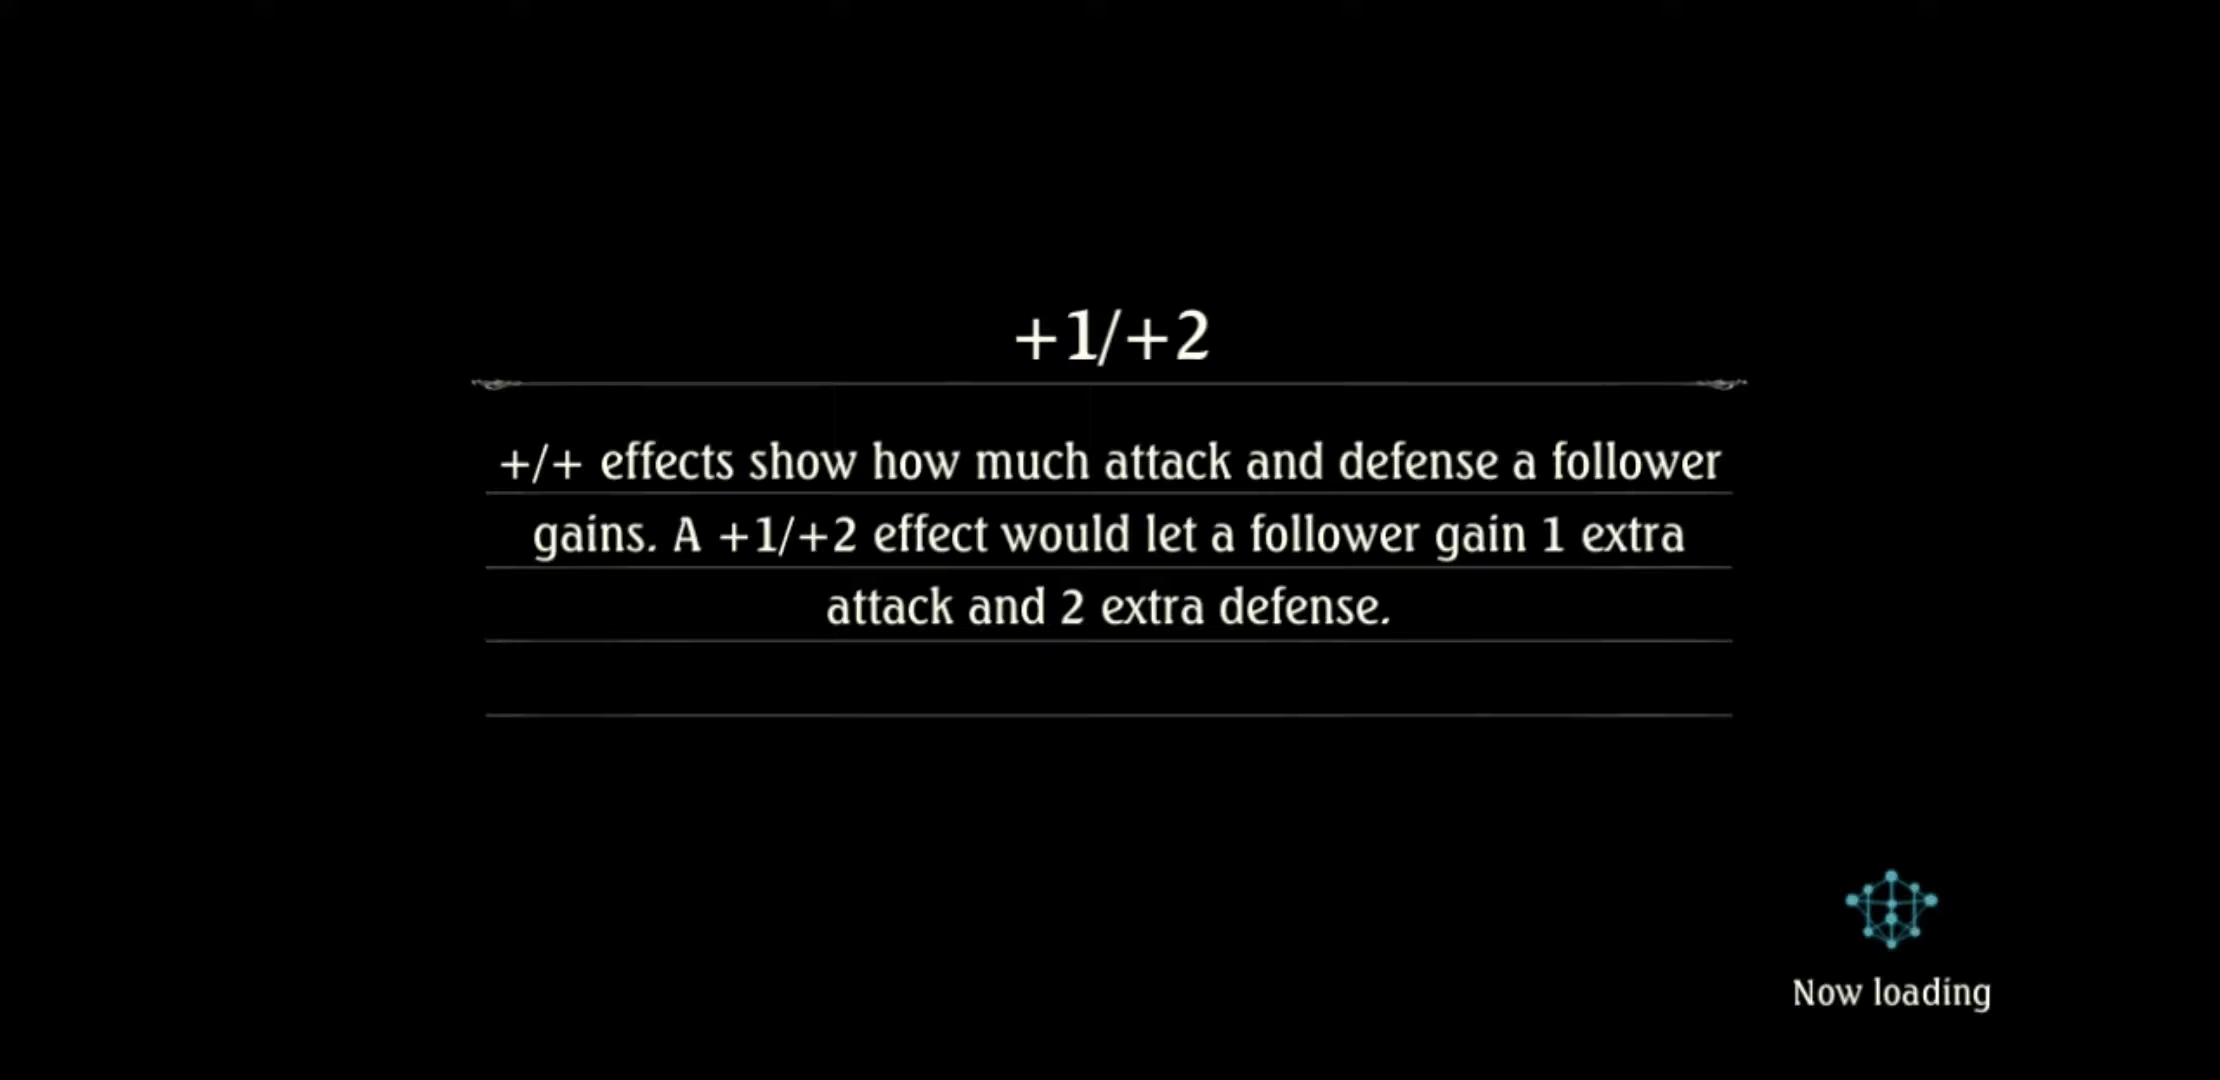 +1/+2
+/+ effects show how much attack and defense a follower
gains. A +1/+2 effect would let a follower gain 1 extra
attack and 2 extra defense.
Now loading